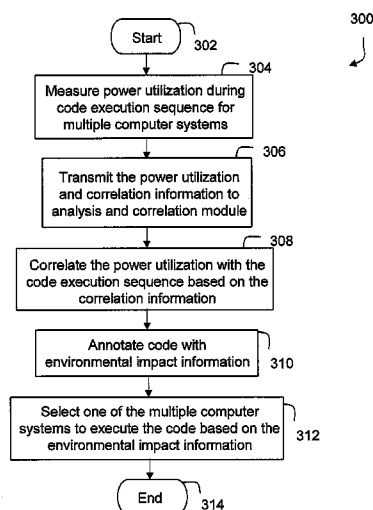 300
Start
302
304
Measure power utilization during
code execution sequence for
multiple computer systems
306
Transmit the power utilization
and correlation information to
analysis and correlation module
308
Correlate the power utilization with the
code execution sequence based on the
correlation information
Annotate code with
environmental impact information
310
Select one of the multiple computer
systems to execute the code based on the
environmental impact information
312
End
314